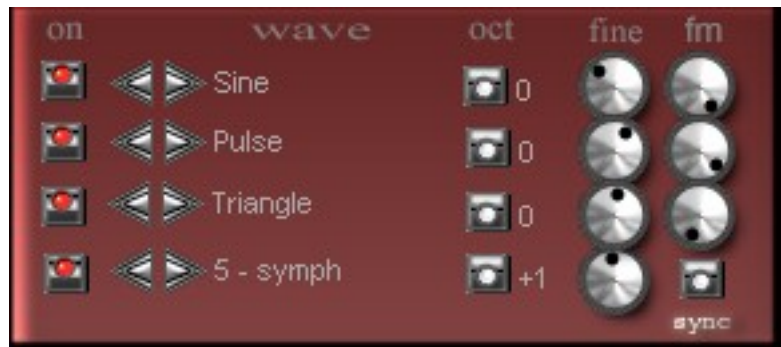 on wave oct fine fm
Sine 0
Pulse 0
Triangle 0
5 - symph +1
sync